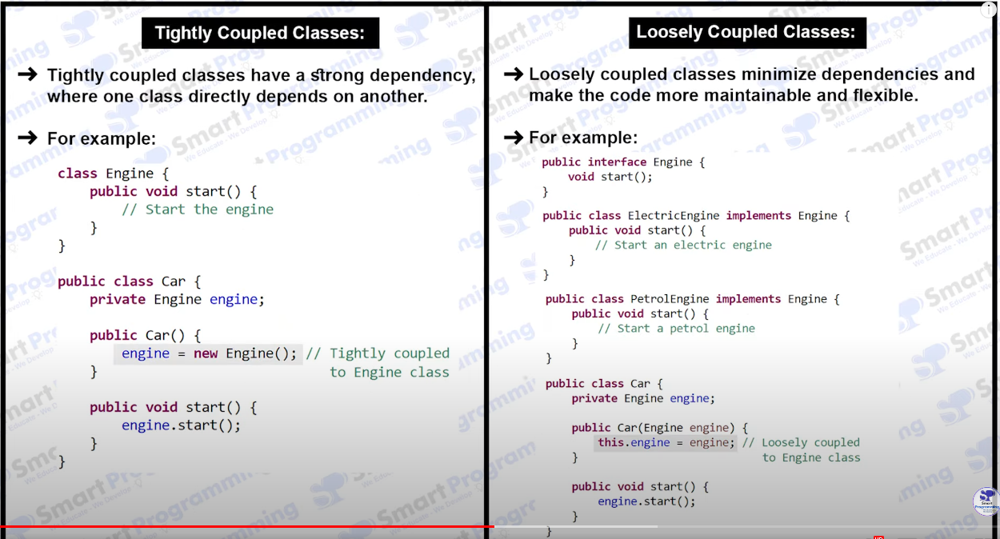 Tightly Coupled Classes:
➔ Tightly coupled classes have a strong dependency,
where one class directly depends on another.
➔ For example:
class Engine {
    public void start() {
        // Start the engine
    }
}
public class Car {
    private Engine engine;
    public Car() {
        engine = new Engine(); // Tightly coupled
    }                             to Engine class
    public void start() {
        engine.start();
    }
}
Loosely Coupled Classes:
➔ Loosely coupled classes minimize dependencies and
make the code more maintainable and flexible.
➔ For example:
public interface Engine {
    void start();
}
public class ElectricEngine implements Engine {
    public void start() {
        // Start an electric engine
    }
}
public class PetrolEngine implements Engine {
    public void start() {
        // Start a petrol engine
    }
}
public class Car {
    private Engine engine;
    public Car(Engine engine) {
        this.engine = engine; // Loosely coupled
    }                            to Engine class
    public void start() {
        engine.start();
    }
}
Smart Programming
We Educate - We Develop